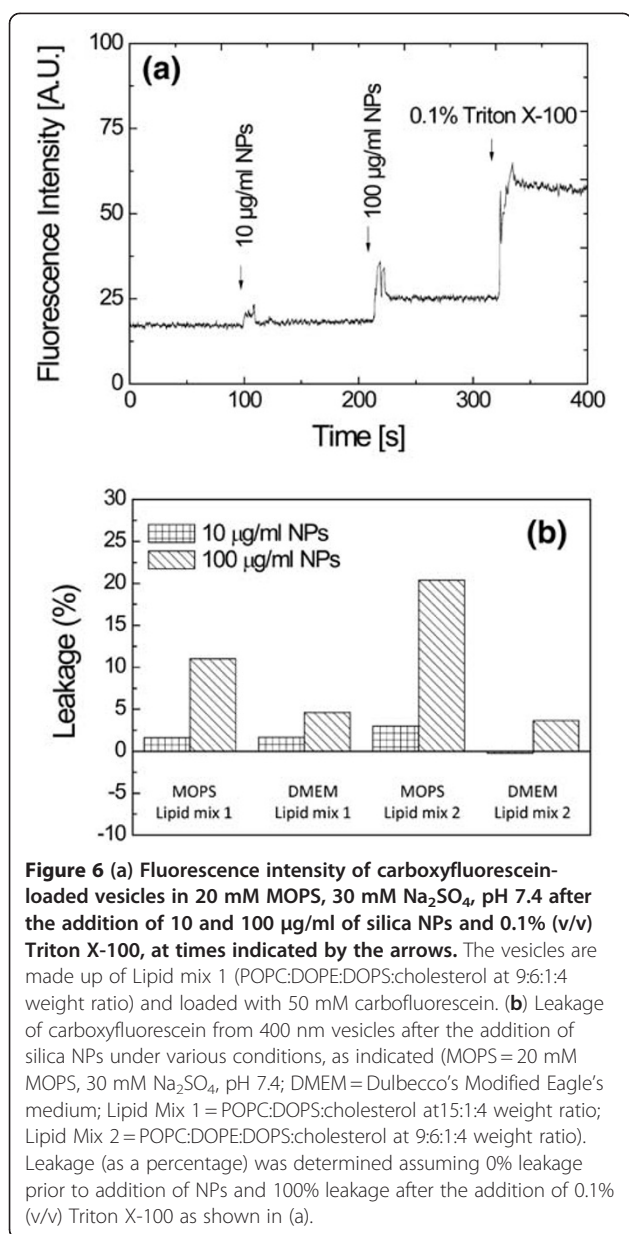 (a)
Fluorescence Intensity [A.U.]
100
75
50
25
0
10 µg/ml NPs
100 µg/ml NPs
0.1% Triton X-100
0 100 200 300 400
Time [s]
(b)
10 µg/ml NPs
100 µg/ml NPs
Leakage (%)
30
25
20
15
10
5
0
-5
-10
MOPS DMEM MOPS DMEM
Lipid mix 1 Lipid mix 1 Lipid mix 2 Lipid mix 2
Figure 6 (a) Fluorescence intensity of carboxyfluorescein-
loaded vesicles in 20 mM MOPS, 30 mM Na₂SO₄, pH 7.4 after
the addition of 10 and 100 µg/ml of silica NPs and 0.1% (v/v)
Triton X-100, at times indicated by the arrows. The vesicles are
made up of Lipid mix 1 (POPC:DOPE:DOPS:cholesterol at 9:6:1:4
weight ratio) and loaded with 50 mM carbofluorescein. (b) Leakage
of carboxyfluorescein from 400 nm vesicles after the addition of
silica NPs under various conditions, as indicated (MOPS = 20 mM
MOPS, 30 mM Na₂SO₄, pH 7.4; DMEM = Dulbecco's Modified Eagle's
medium; Lipid Mix 1 = POPC:DOPS:cholesterol at15:1:4 weight ratio;
Lipid Mix 2 = POPC:DOPE:DOPS:cholesterol at 9:6:1:4 weight ratio).
Leakage (as a percentage) was determined assuming 0% leakage
prior to addition of NPs and 100% leakage after the addition of 0.1%
(v/v) Triton X-100 as shown in (a).